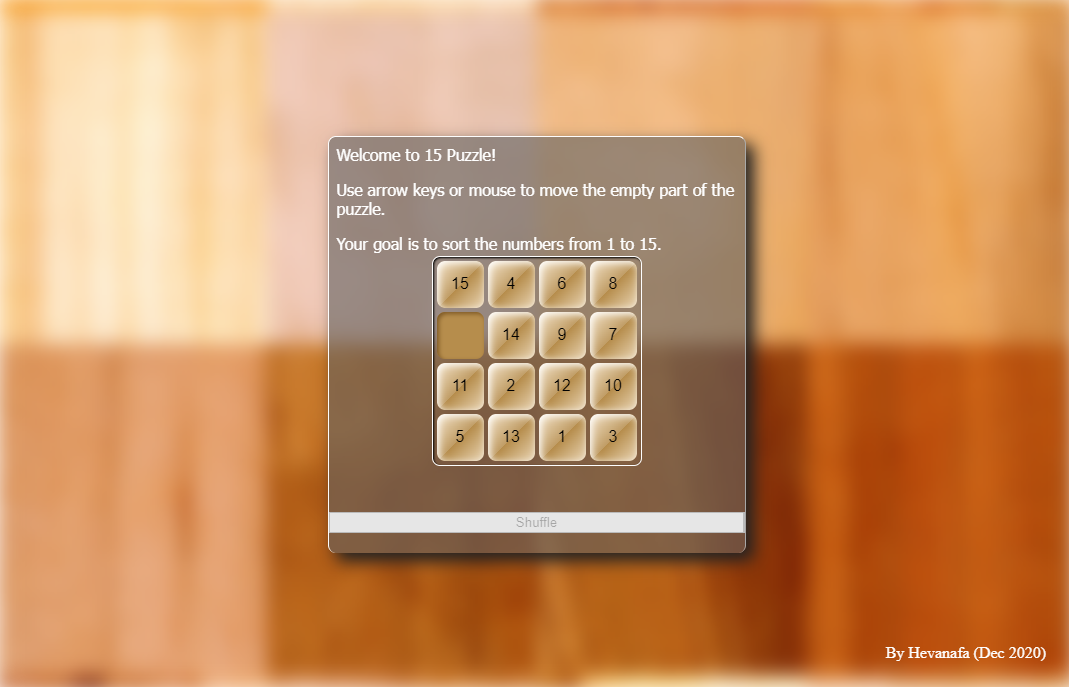 Welcome to 15 Puzzle!
Use arrow keys or mouse to move the empty part of the
puzzle.
Your goal is to sort the numbers from 1 to 15.
15 4 6 8
14 9 7
11 2 12 10
5 13 1 3
Shuffle
By Hevanafa (Dec 2020)